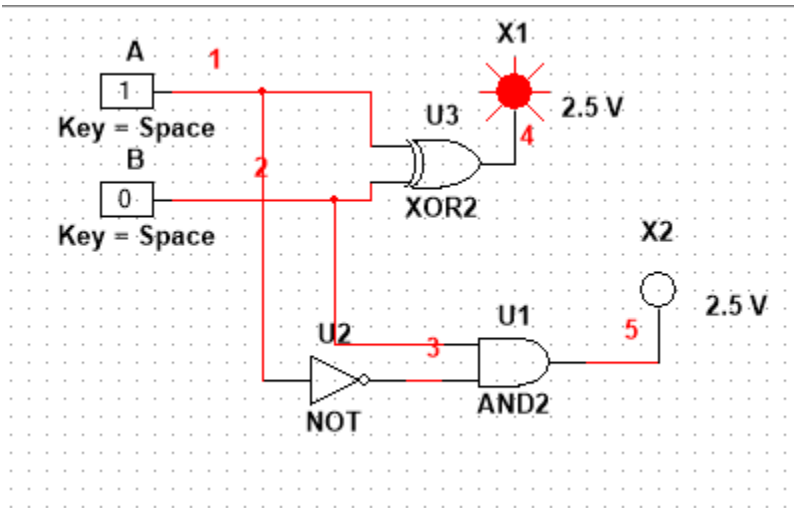 X1
A
1
1
U3
2.5 V
Key = Space
4
B
2
0
XOR2
Key = Space
X2
U1
2.5 V
U2
5
3
NOT
AND2